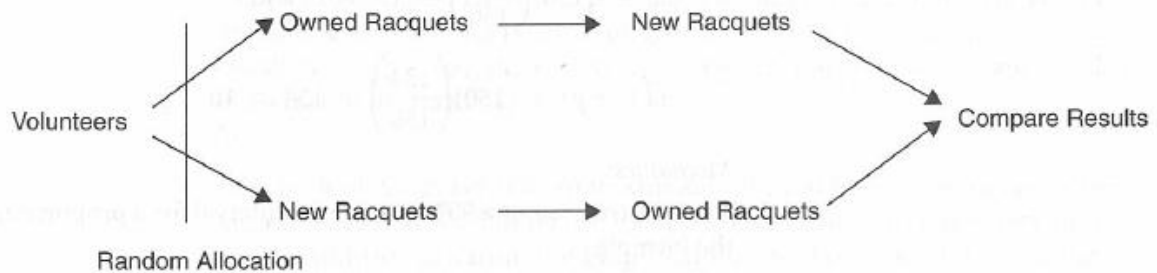 Owned Racquets New Racquets
Volunteers Compare Results
New Racquets Owned Racquets
Random Allocation